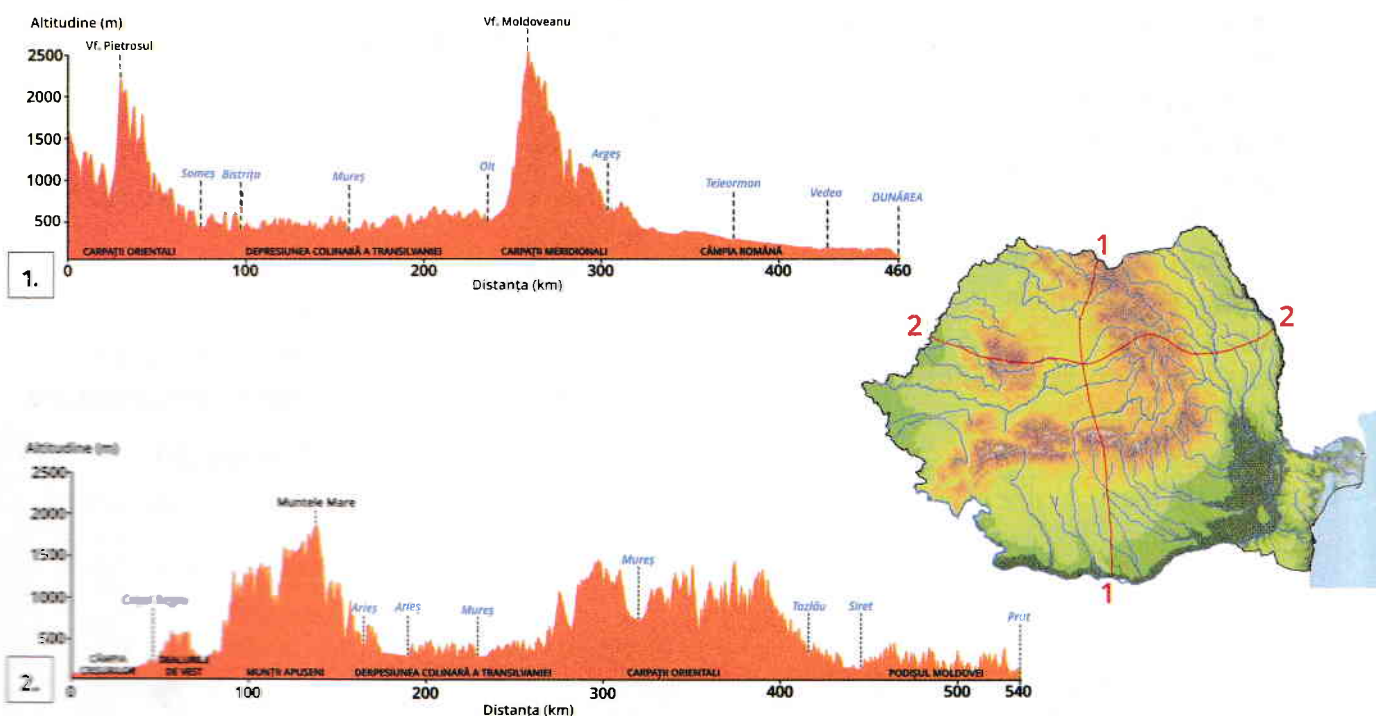 Altitudine (m)
Vf. Pietrosul
Vf. Moldoveanu
2500
2000
1500
1000
500
Someș
Bistrița
Mureș
Olt
Argeș
Teleorman
Vedea
DUNĂREA
CARPAȚII ORIENTALI
DEPRESIUNEA COLINARĂ A TRANSILVANIEI
CARPAȚII MERIDIONALI
CÂMPIA ROMÂNĂ
0
100
200
300
400
460
Distanța (km)
1.
1
2
2
1
Altitudine (m)
2500
2000
1500
1000
500
Muntele Mare
Arieș
Arieș
Mureș
Mureș
Tazlău
Siret
Prut
CÂMPIA
DEALURILE
DE VEST
MUNȚII APUSENI
DERPESIUNEA COLINARĂ A TRANSILVANIEI
CARPAȚII ORIENTALI
PODIȘUL MOLDOVEI
0
100
200
300
400
500
540
Distanța (km)
2.